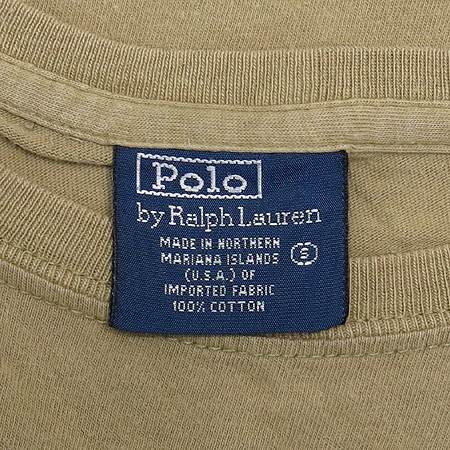 Polo
by Ralph Lauren
MADE IN NORTHERN
MARIANA ISLANDS
(U.S.A.) OF
IMPORTED FABRIC
100% COTTON
S